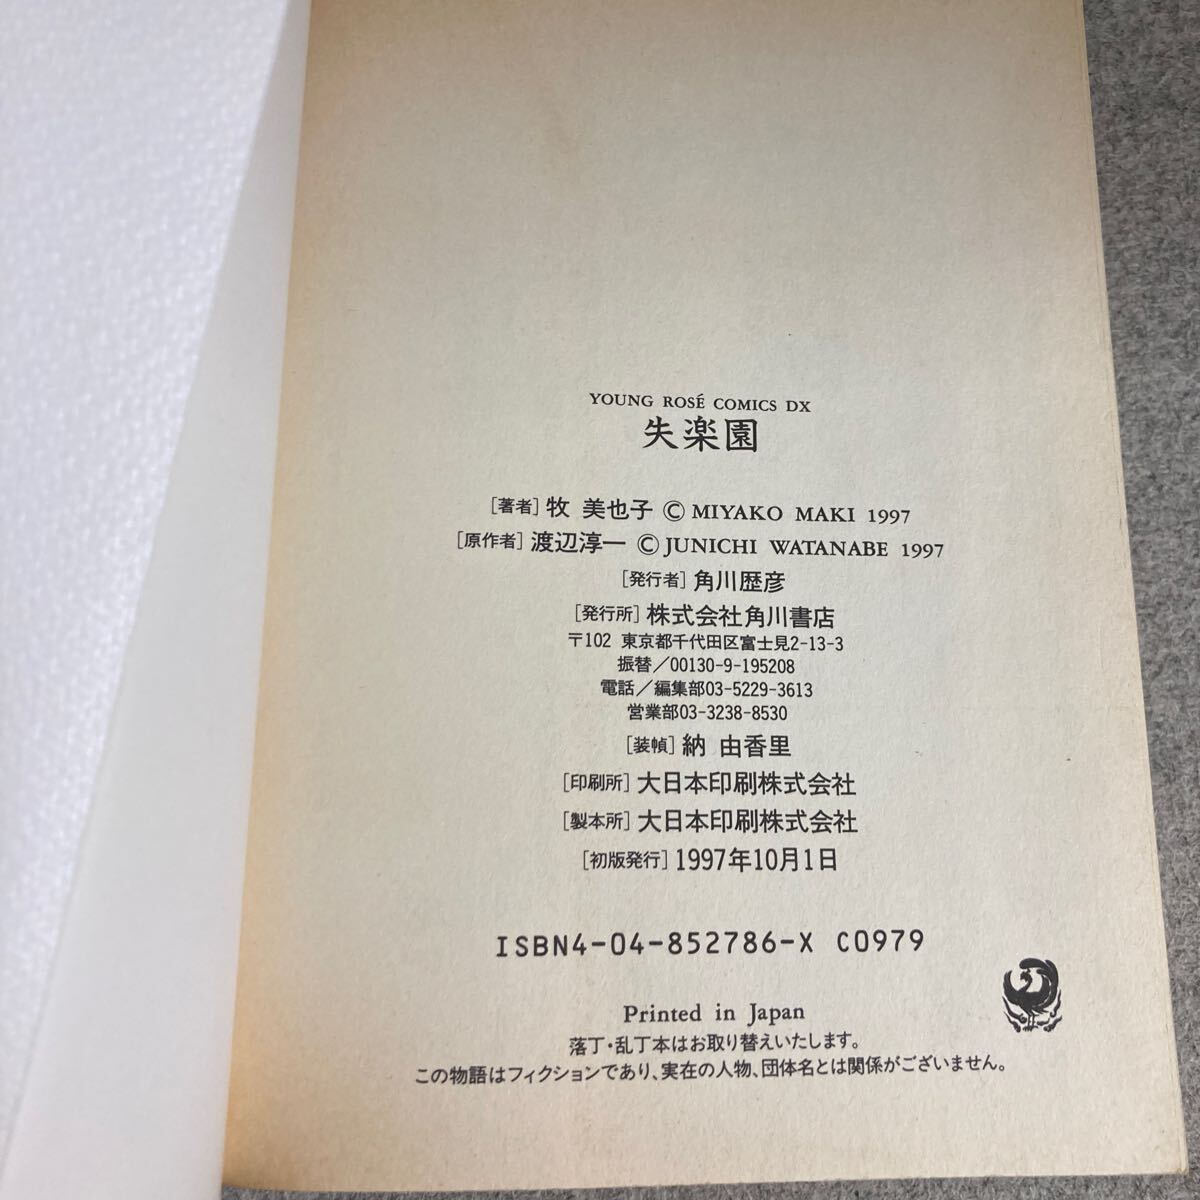 YOUNG ROSÉ COMICS DX
失楽園
[著者] 牧 美也子 © MIYAKO MAKI 1997
[原作者] 渡辺淳一 © JUNICHI WATANABE 1997
[発行者] 角川歴彦
[発行所] 株式会社角川書店
〒102 東京都千代田区富士見2-13-3
振替/00130-9-195208
電話/編集部03-5229-3613
営業部03-3238-8530
[装幀] 納 由香里
[印刷所] 大日本印刷株式会社
[製本所] 大日本印刷株式会社
[初版発行] 1997年10月1日
ISBN4-04-852786-X C0979
Printed in Japan
落丁・乱丁本はお取り替えいたします。
この物語はフィクションであり、実在の人物、団体名とは関係がございません。